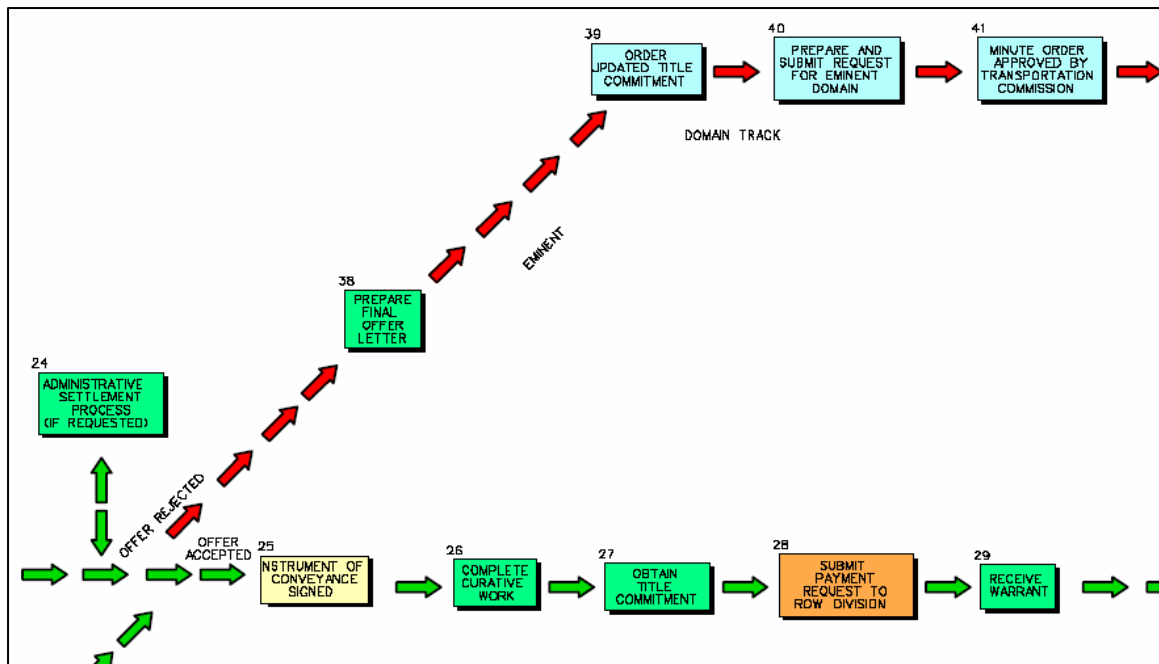 39
ORDER
UPDATED TITLE
COMMITMENT
40
PREPARE AND
SUBMIT REQUEST
FOR EMINENT
DOMAIN
41
MINUTE ORDER
APPROVED BY
TRANSPORTATION
COMMISSION
DOMAIN TRACK
EMINENT
38
PREPARE
FINAL
OFFER
LETTER
24
ADMINISTRATIVE
SETTLEMENT
PROCESS
(IF REQUESTED)
OFFER REJECTED
OFFER
ACCEPTED
25
NSTRUMENT OF
CONVEYANCE
SIGNED
26
COMPLETE
CURATIVE
WORK
27
OBTAIN
TITLE
COMMITMENT
28
SUBMIT
PAYMENT
REQUEST TO
ROW DIVISION
29
RECEIVE
WARRANT